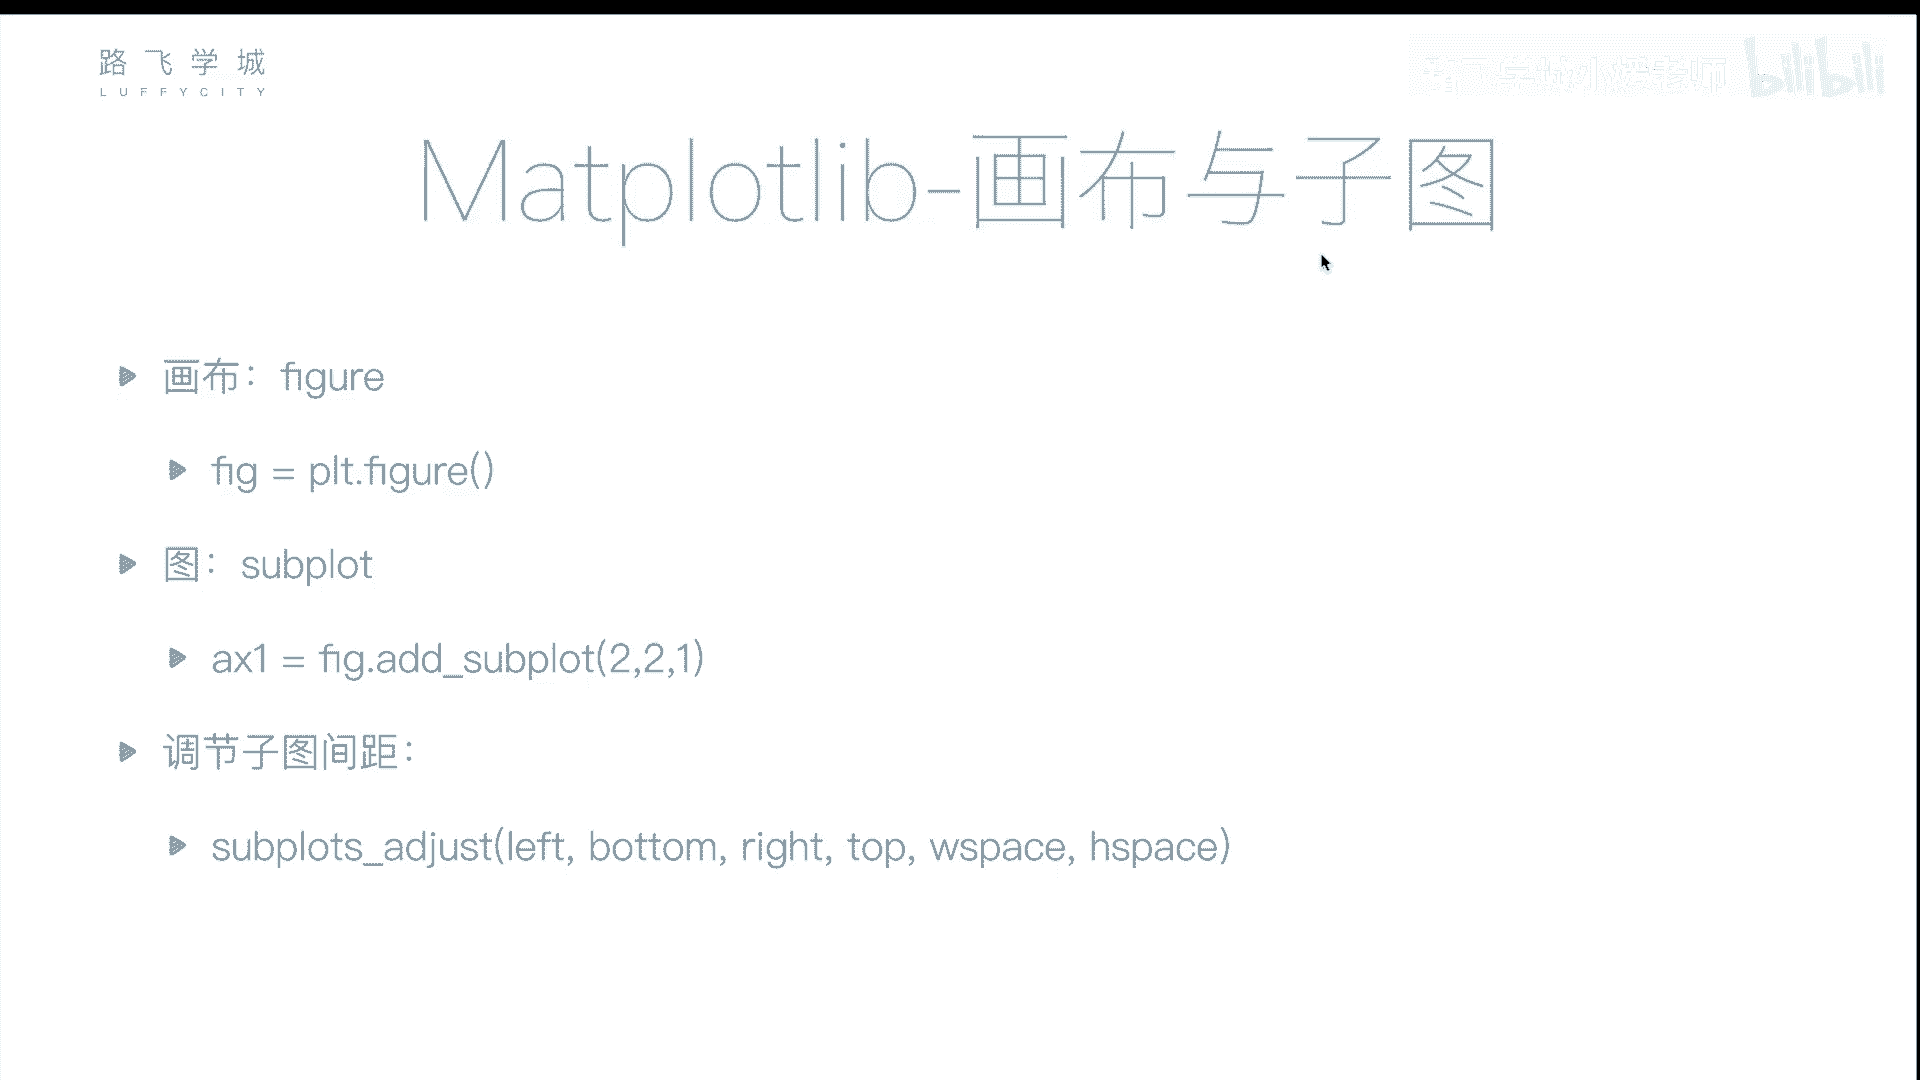 路飞学城
LUFFYCITY
bilibili
Matplotlib-画布与子图
画布：figure
fig = plt.figure()
图：subplot
ax1 = fig.add_subplot(2,2,1)
调节子图间距：
subplots_adjust(left, bottom, right, top, wspace, hspace)